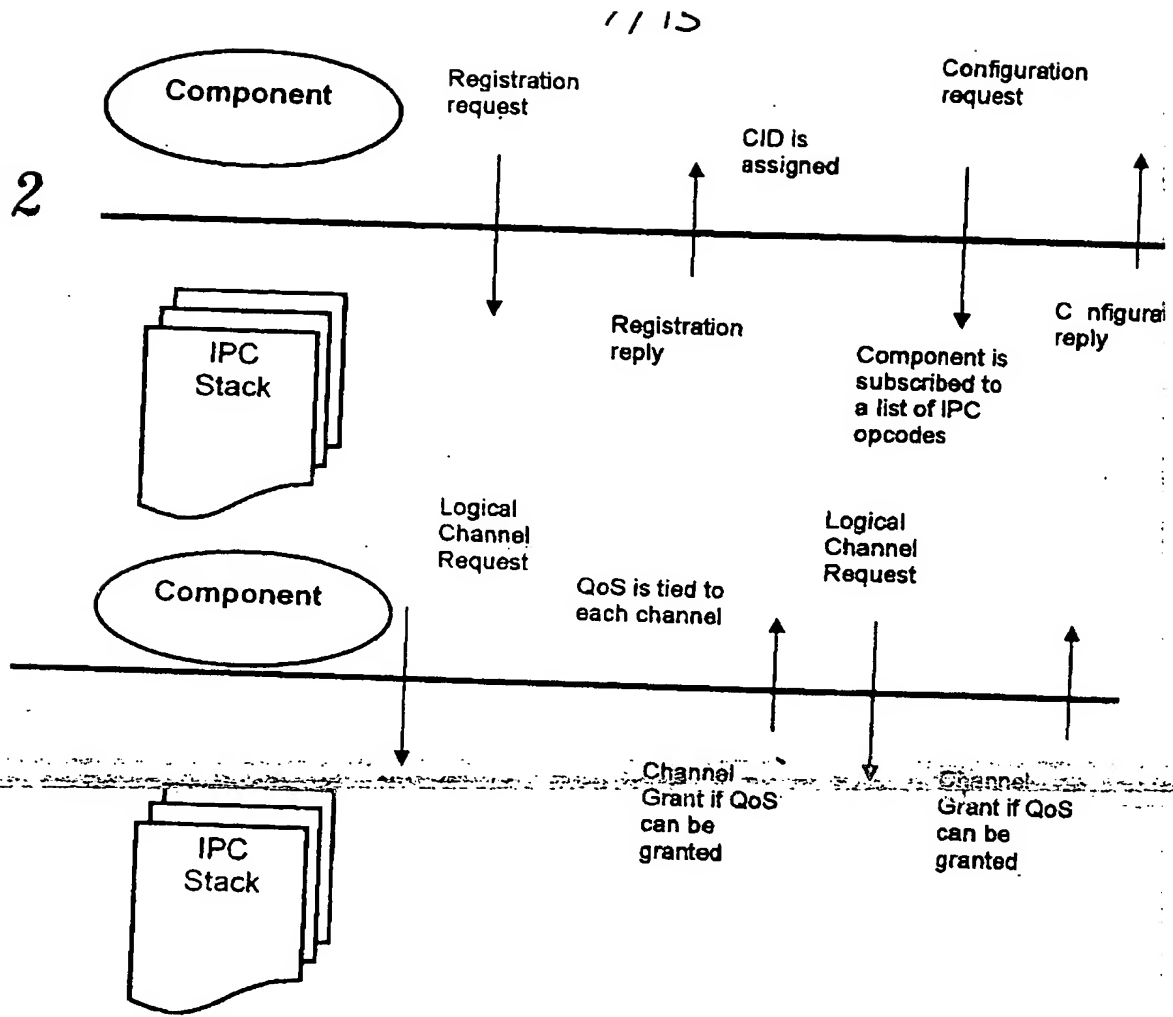 Component
Registration
request
Configuration
request
CID is
assigned
2
Registration
reply
Component is
subscribed to
a list of IPC
opcodes
C nfigurai
reply
IPC
Stack
Logical
Channel
Request
Logical
Channel
Request
QoS is tied to
each channel
Component
Channel
Grant if QoS
can be
granted
Channel
Grant if QoS
can be
granted
IPC
Stack